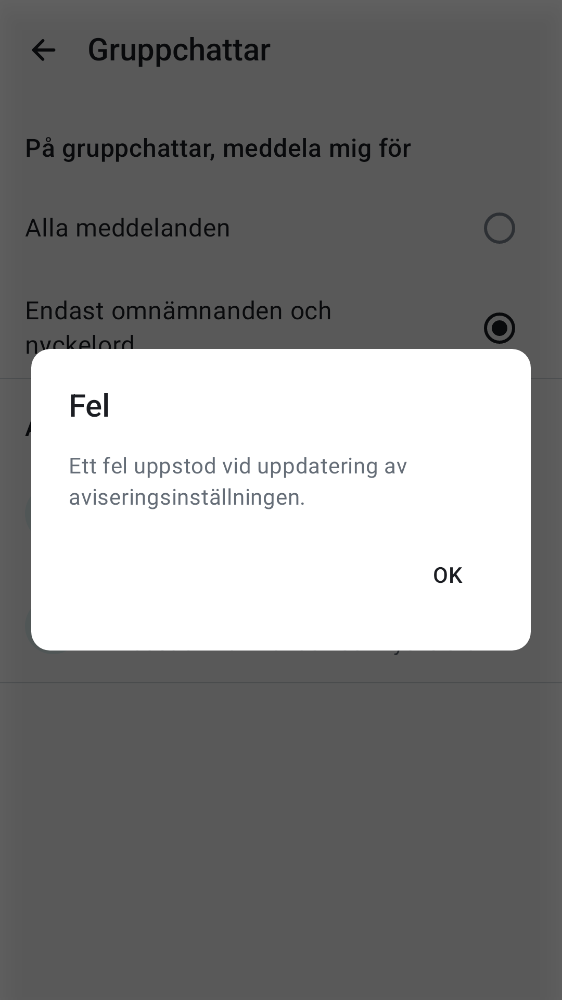 Gruppchattar
På gruppchattar, meddela mig för
Alla meddelanden
Endast omnämnanden och
nyckelord
Fel
Ett fel uppstod vid uppdatering av
aviseringsinställningen.
OK